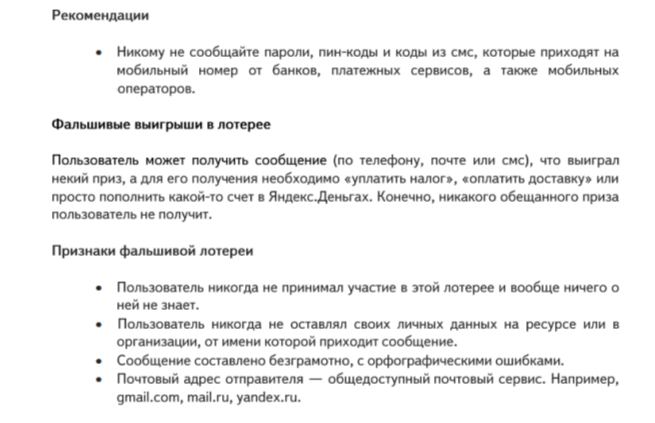 Рекомендации
• Никому не сообщайте пароли, пин-коды и коды из смс, которые приходят на
мобильный номер от банков, платежных сервисов, а также мобильных
операторов.
Фальшивые выигрыши в лотерее
Пользователь может получить сообщение (по телефону, почте или смс), что выиграл
некий приз, а для его получения необходимо «уплатить налог», «оплатить доставку» или
просто пополнить какой-то счет в Яндекс.Деньгах. Конечно, никакого обещанного приза
пользователь не получит.
Признаки фальшивой лотереи
• Пользователь никогда не принимал участие в этой лотерее и вообще ничего о
ней не знает.
• Пользователь никогда не оставлял своих личных данных на ресурсе или в
организации, от имени которой приходит сообщение.
• Сообщение составлено безграмотно, с орфографическими ошибками.
• Почтовый адрес отправителя — общедоступный почтовый сервис. Например,
gmail.com, mail.ru, yandex.ru.